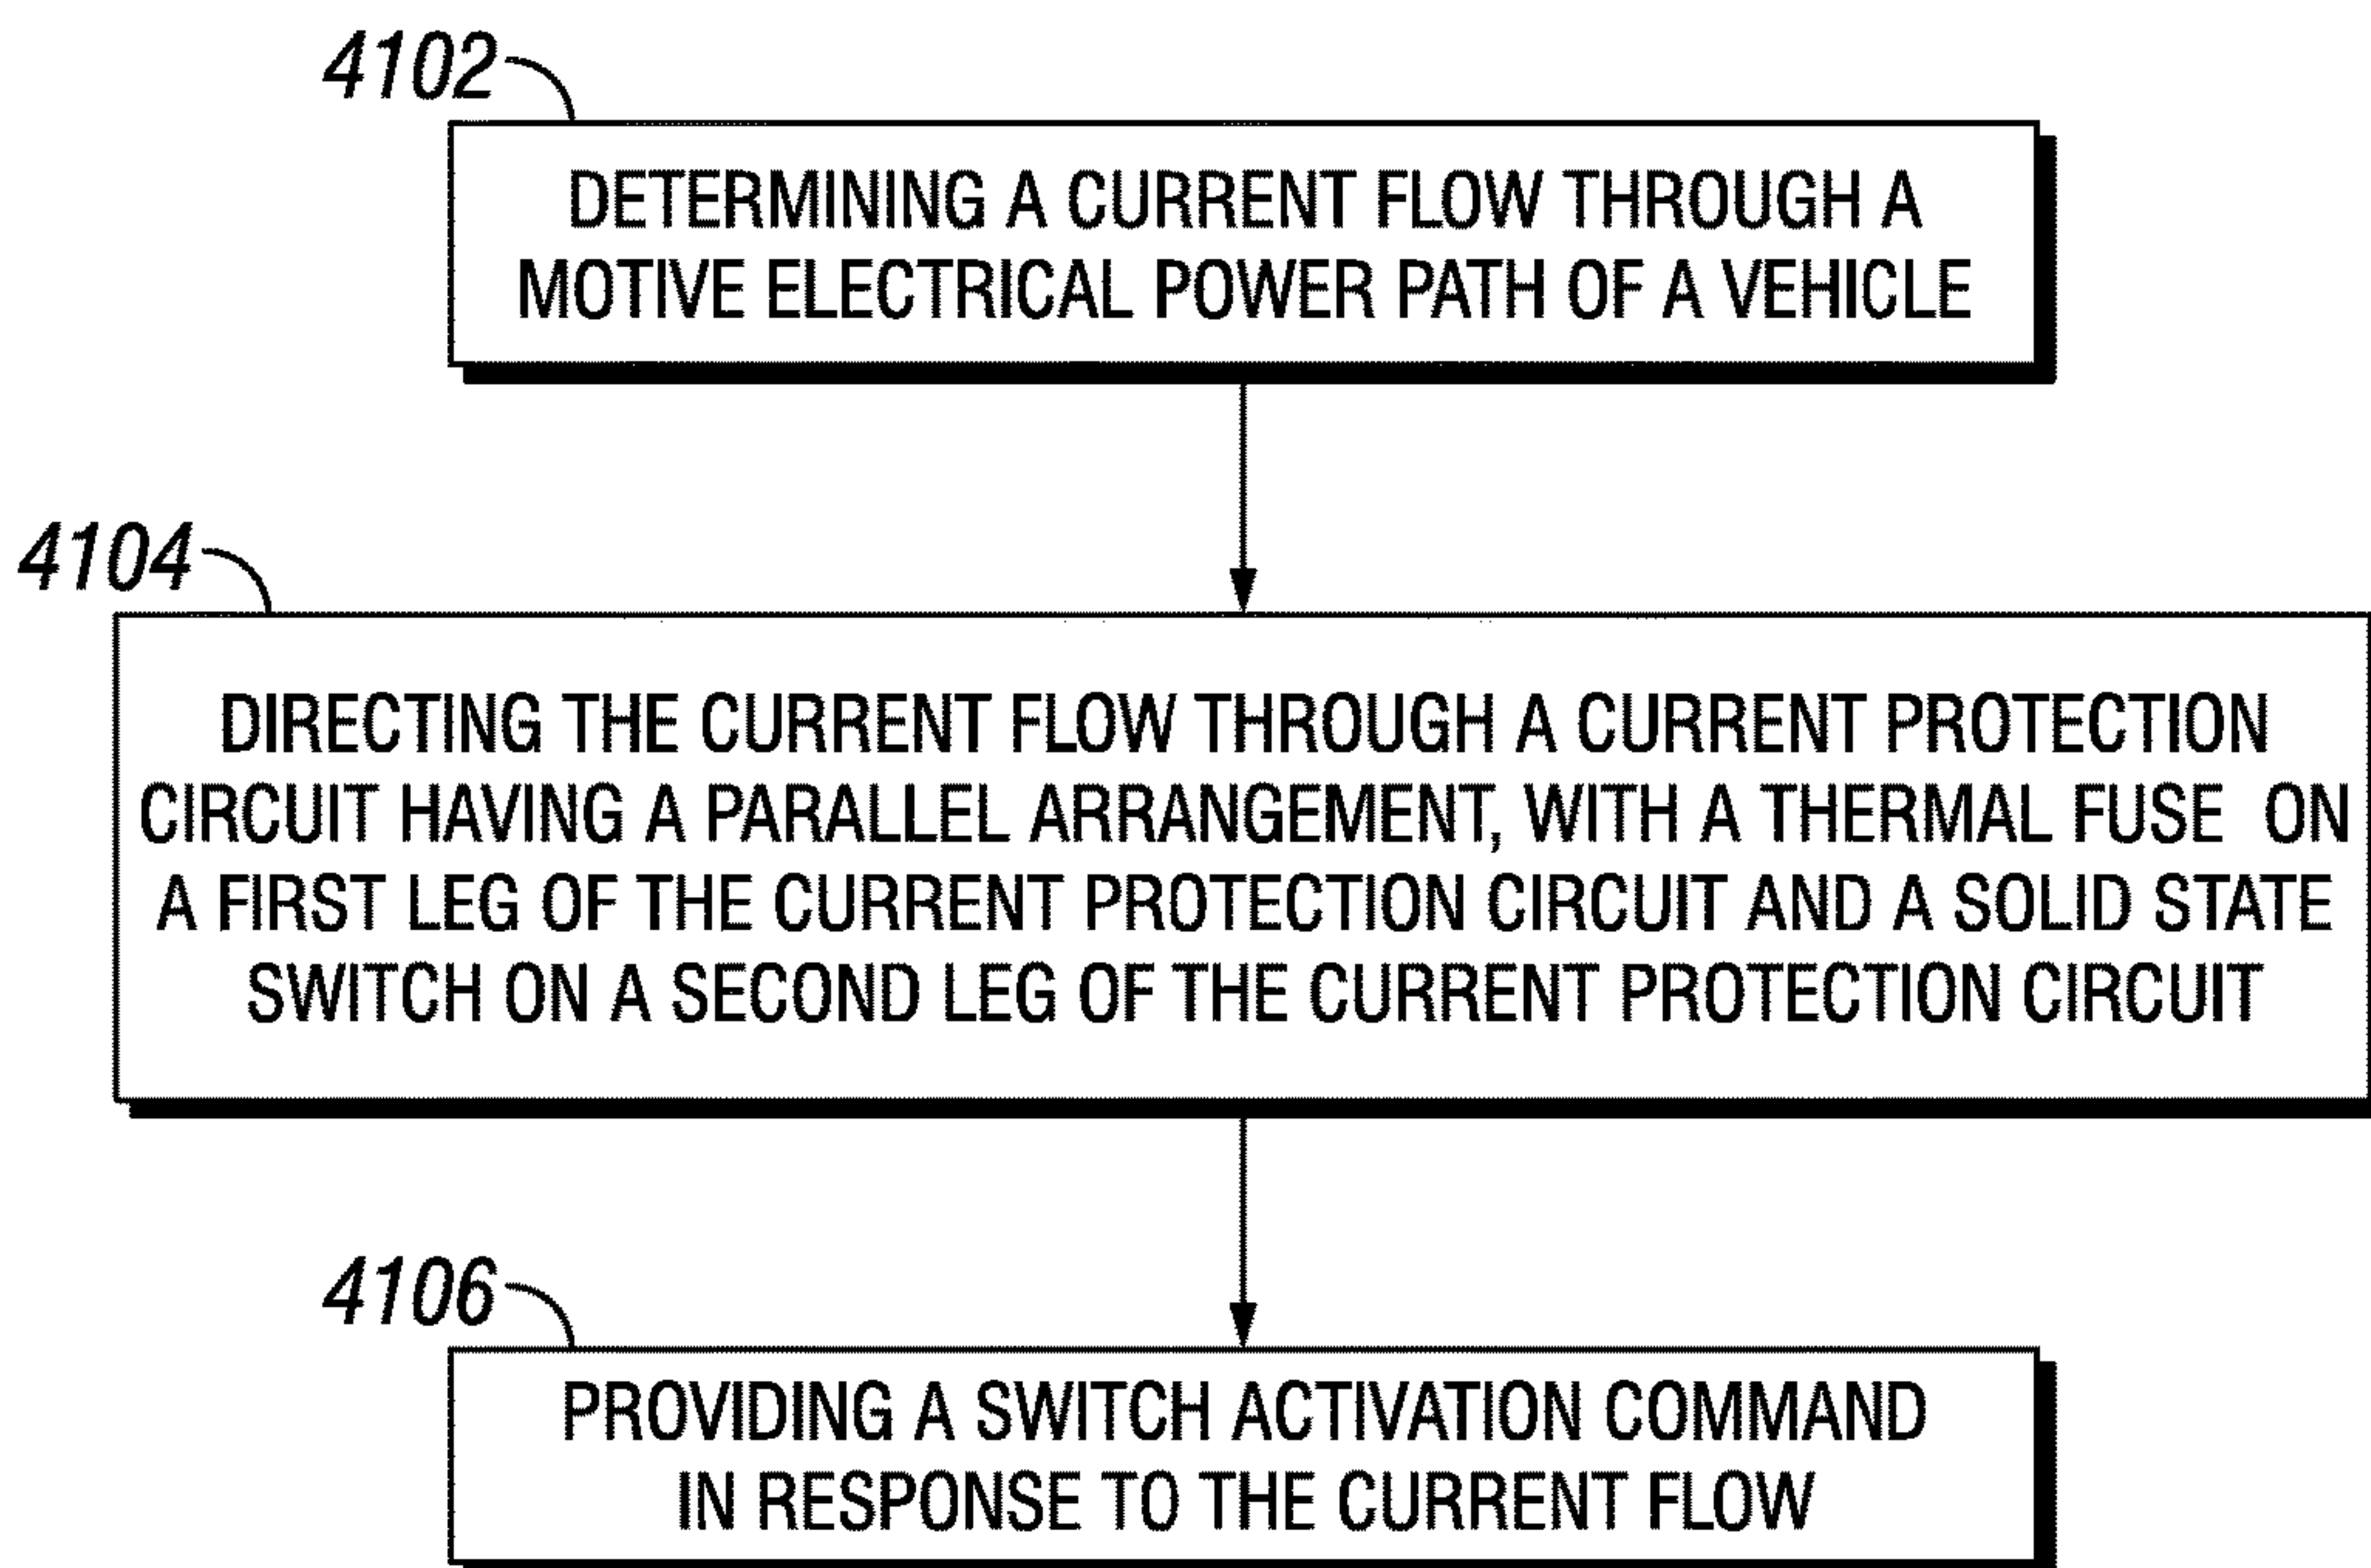 4102
DETERMINING A CURRENT FLOW THROUGH A
MOTIVE ELECTRICAL POWER PATH OF A VEHICLE
4104
DIRECTING THE CURRENT FLOW THROUGH A CURRENT PROTECTION
CIRCUIT HAVING A PARALLEL ARRANGEMENT, WITH A THERMAL FUSE ON
A FIRST LEG OF THE CURRENT PROTECTION CIRCUIT AND A SOLID STATE
SWITCH ON A SECOND LEG OF THE CURRENT PROTECTION CIRCUIT
4106
PROVIDING A SWITCH ACTIVATION COMMAND
IN RESPONSE TO THE CURRENT FLOW